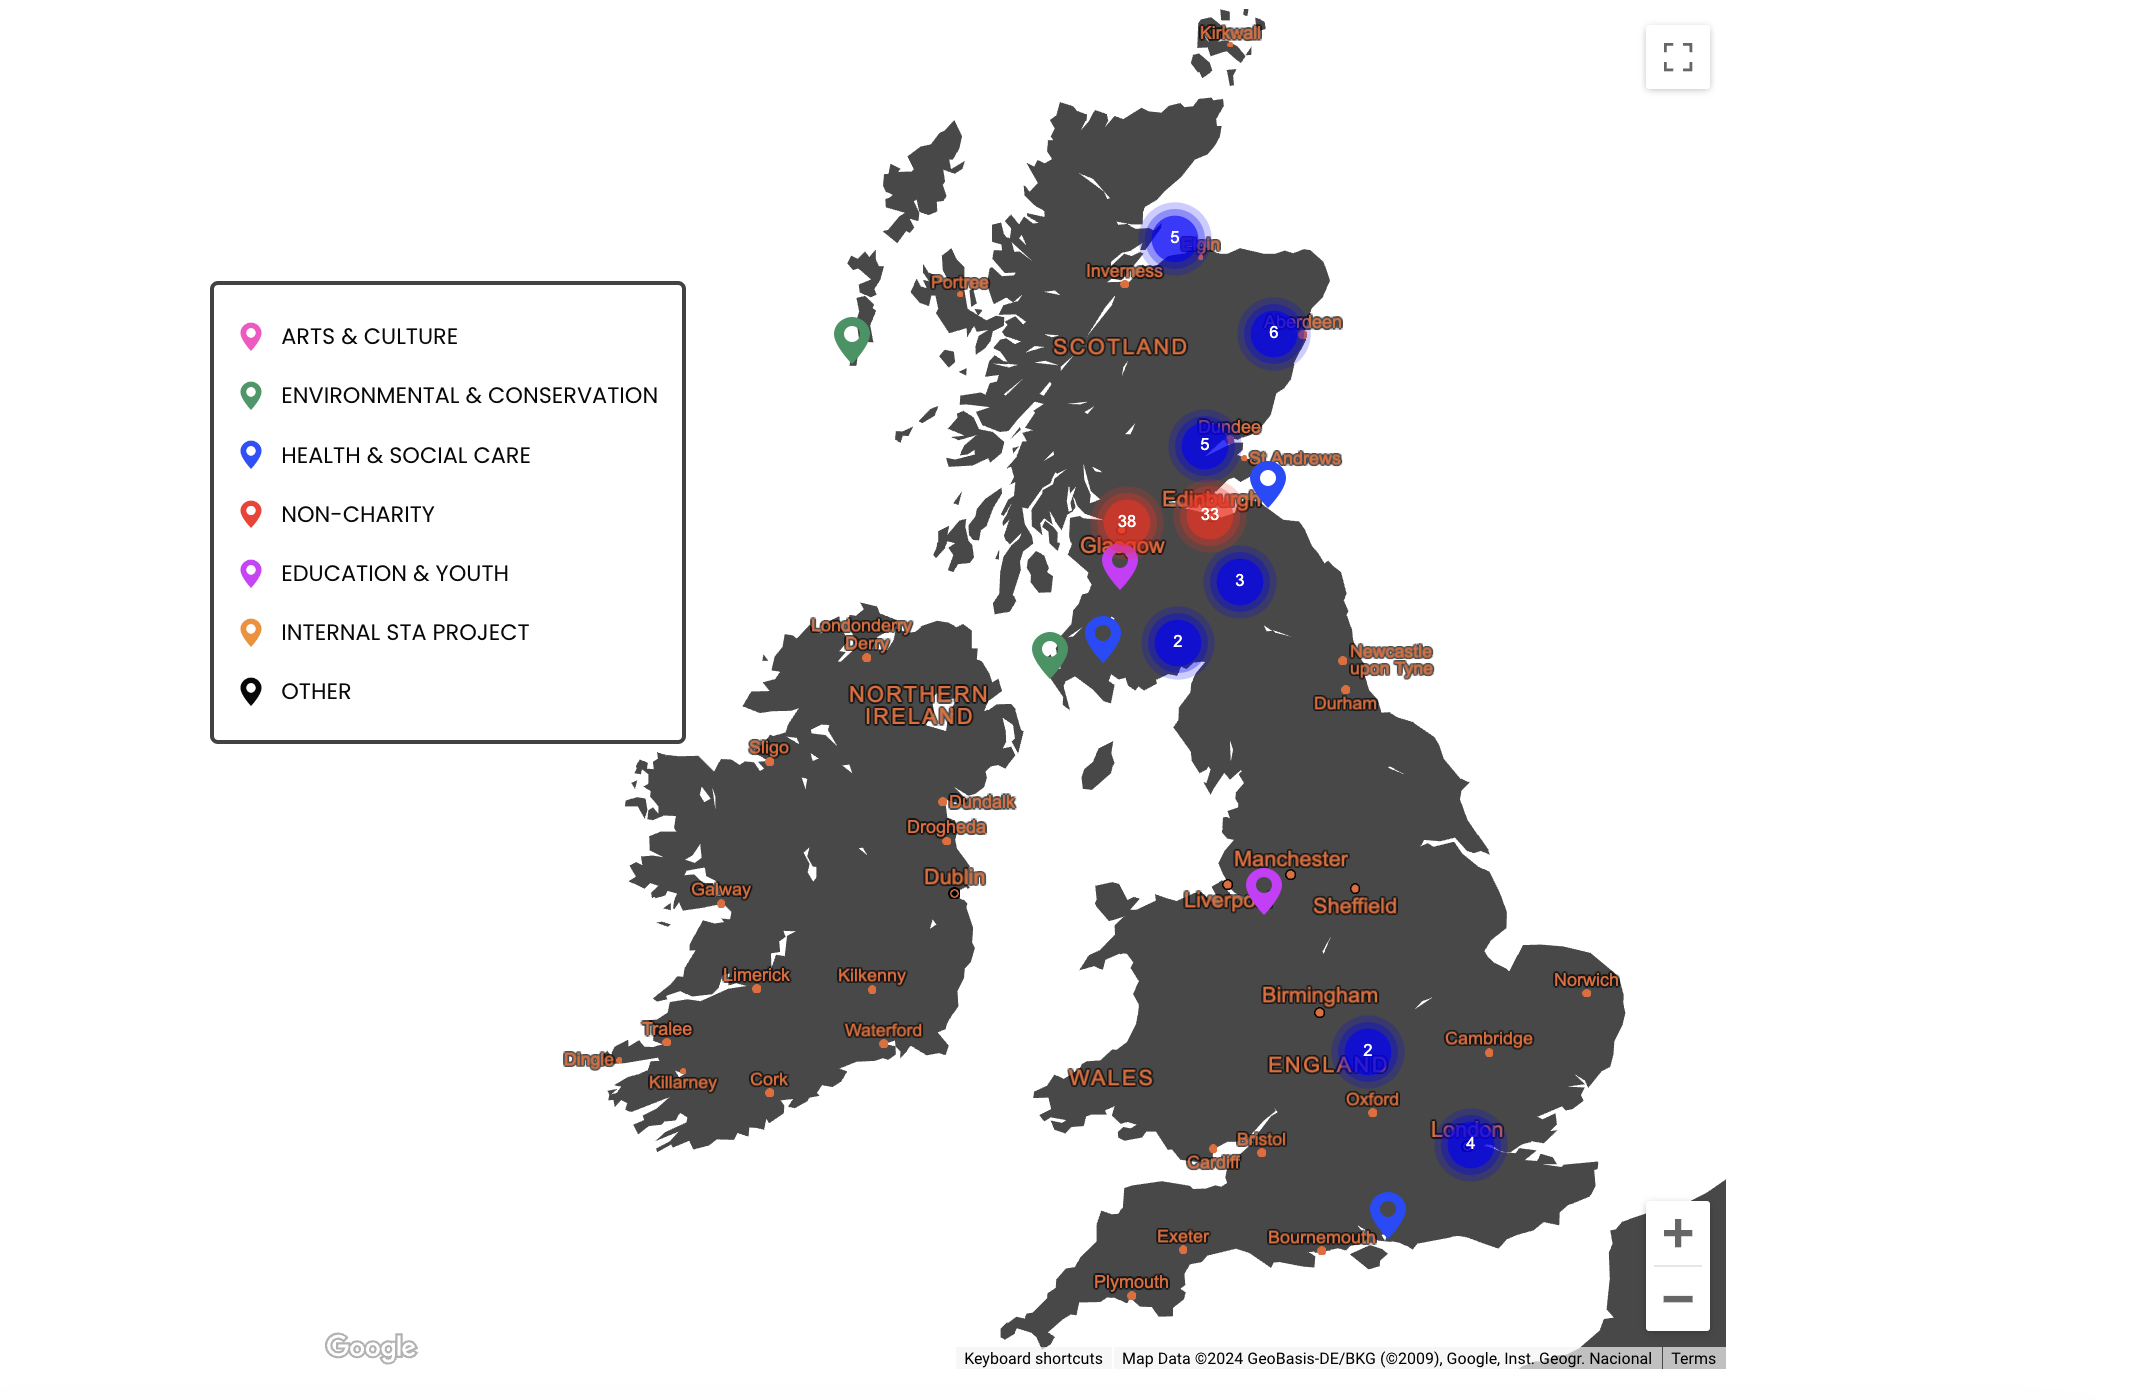 Kirkwall
5
Elgin
Inverness
Portree
ARTS & CULTURE
ENVIRONMENTAL & CONSERVATION
HEALTH & SOCIAL CARE
NON-CHARITY
EDUCATION & YOUTH
INTERNAL STA PROJECT
OTHER
Aberdeen
6
SCOTLAND
Dundee
5
St Andrews
Edinburgh
33
38
Glasgow
3
2
Londonderry
Derry
Newcastle
upon Tyne
NORTHERN
IRELAND
Durham
Sligo
Dundalk
Drogheda
Manchester
Dublin
Galway
Liverpo
Sheffield
Limerick
Kilkenny
Norwich
Birmingham
Tralee
Waterford
Cambridge
2
Dingle
ENGLAND
Killarney
Cork
WALES
Oxford
London
4
Bristol
Cardiff
Exeter
Bournemouth
Plymouth
Google
Keyboard shortcuts
Map Data ©2024 GeoBasis-DE/BKG (©2009), Google, Inst. Geogr. Nacional
Terms